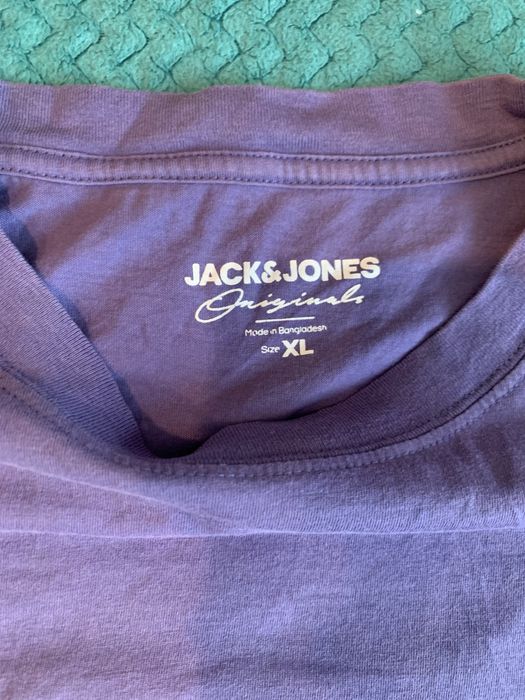 JACK&JONES
Originals
Made in Bangladesh
Size XL